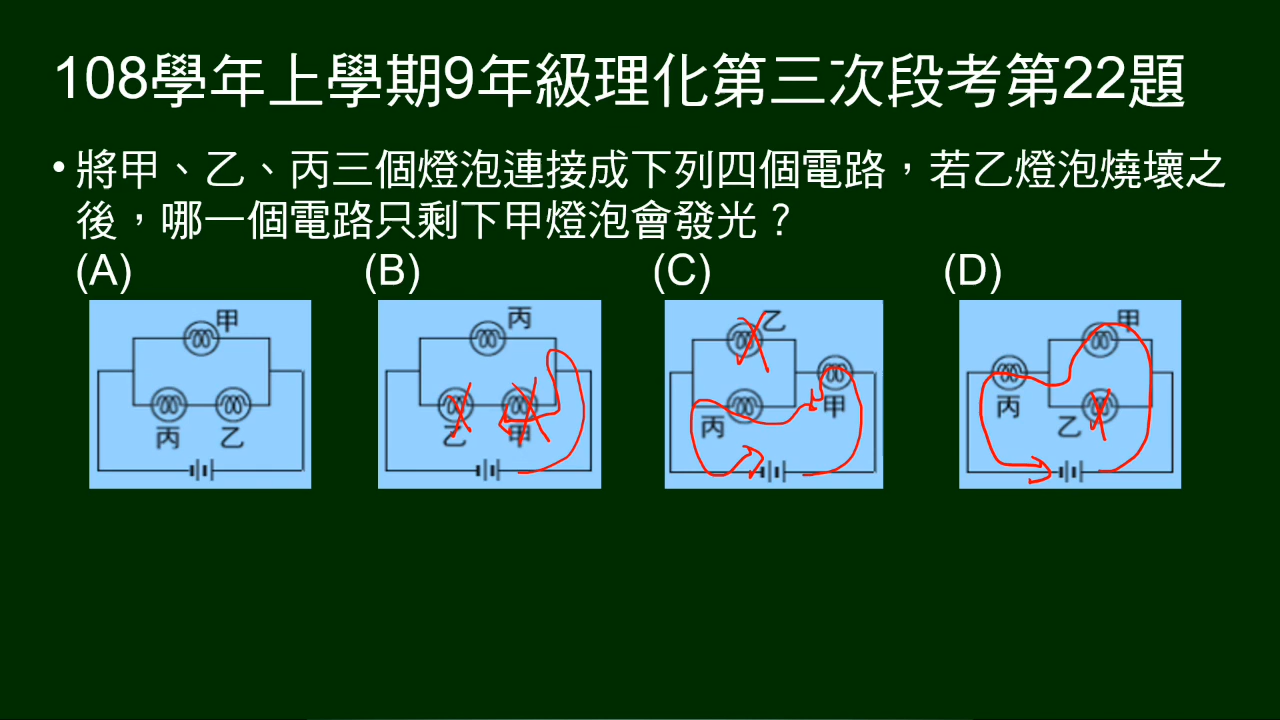 108學年上學期9年級理化第三次段考第22題
•將甲、乙、丙三個燈泡連接成下列四個電路，若乙燈泡燒壞之
後，哪一個電路只剩下甲燈泡會發光？
(A) (B) (C) (D)
甲 丙 乙 甲
丙 乙 乙 甲 丙 甲 丙 乙